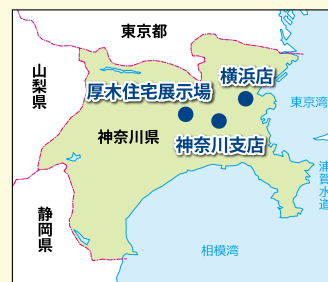 東京都
山梨県
横浜店
厚木住宅展示場
東京湾
神奈川県
神奈川支店
浦賀水道
静岡県
相模湾